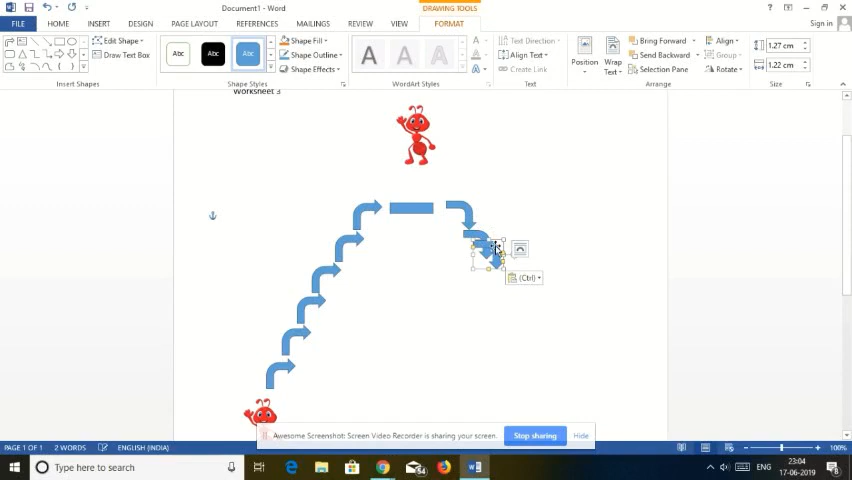 Document1 - Word
DRAWING TOOLS
Sign in
FILE HOME INSERT DESIGN PAGE LAYOUT REFERENCES MAILINGS REVIEW VIEW FORMAT
Edit Shape
Draw Text Box
Insert Shapes
Abc Abc Abc
Shape Fill
Shape Outline
Shape Effects
Shape Styles
A A A
WordArt Styles
Text Direction
Align Text
Create Link
Text
Position
Wrap
Text
Bring Forward
Send Backward
Selection Pane
Align
Group
Rotate
Arrange
1.27 cm
1.22 cm
Size
Worksheet 3
(Ctrl)
Awesome Screenshot: Screen Video Recorder is sharing your screen. Stop sharing Hide
PAGE 1 OF 1 2 WORDS ENGLISH (INDIA) 100%
Type here to search
54
ENG
23:04
17-06-2019
8